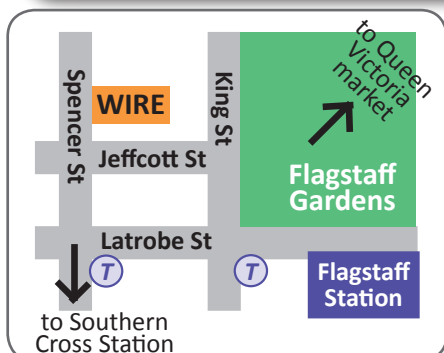 to Queen
Victoria
market
Spencer St
King St
WIRE
Jeffcott St
Flagstaff
Gardens
Latrobe St
T
T
Flagstaff
Station
to Southern
Cross Station